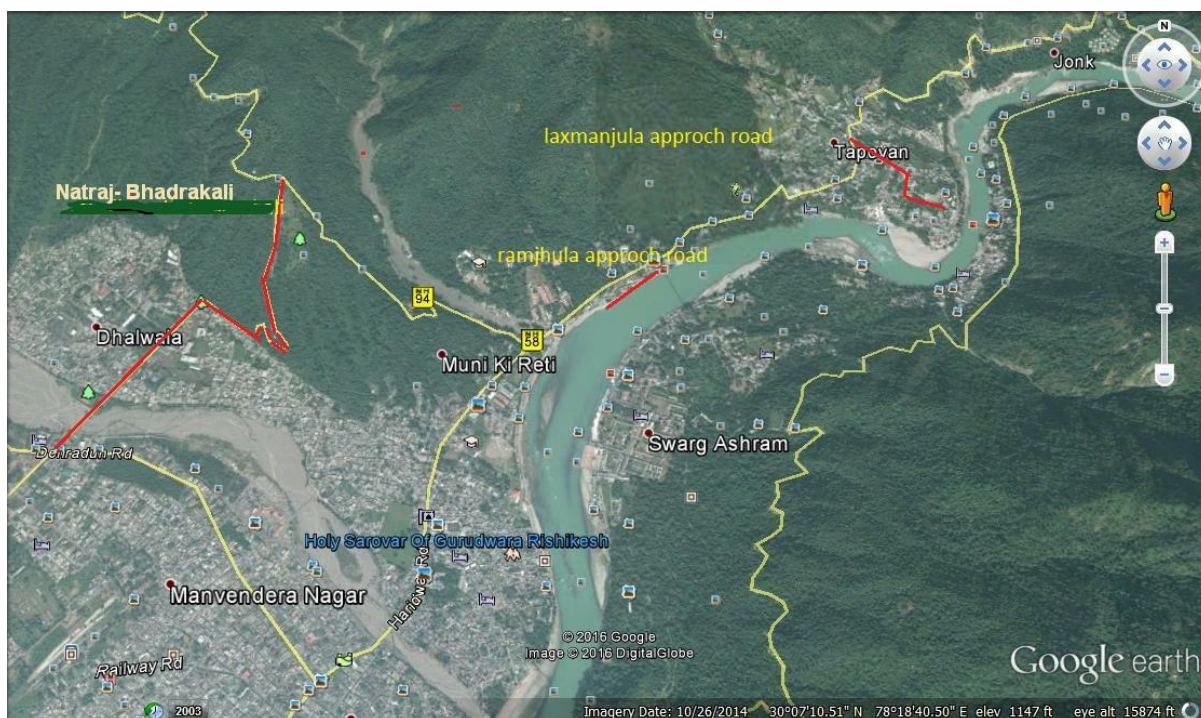 N
Jonk
laxmanjula approch road
Tapovan
Natraj- Bhadrakali
ramjhula approch road
94
58
Dhalwala
Muni Ki Reti
Swarg Ashram
Dehradun Rd
Holy Sarovar Of Gurudwara Rishikesh
Haridwar Rd
Manvendera Nagar
© 2016 Google
Image © 2016 DigitalGlobe
Railway Rd
Google earth
2003
Imagery Date: 10/26/2014 30°07'10.51" N 78°18'40.50" E elev 1147 ft eye alt 15874 ft